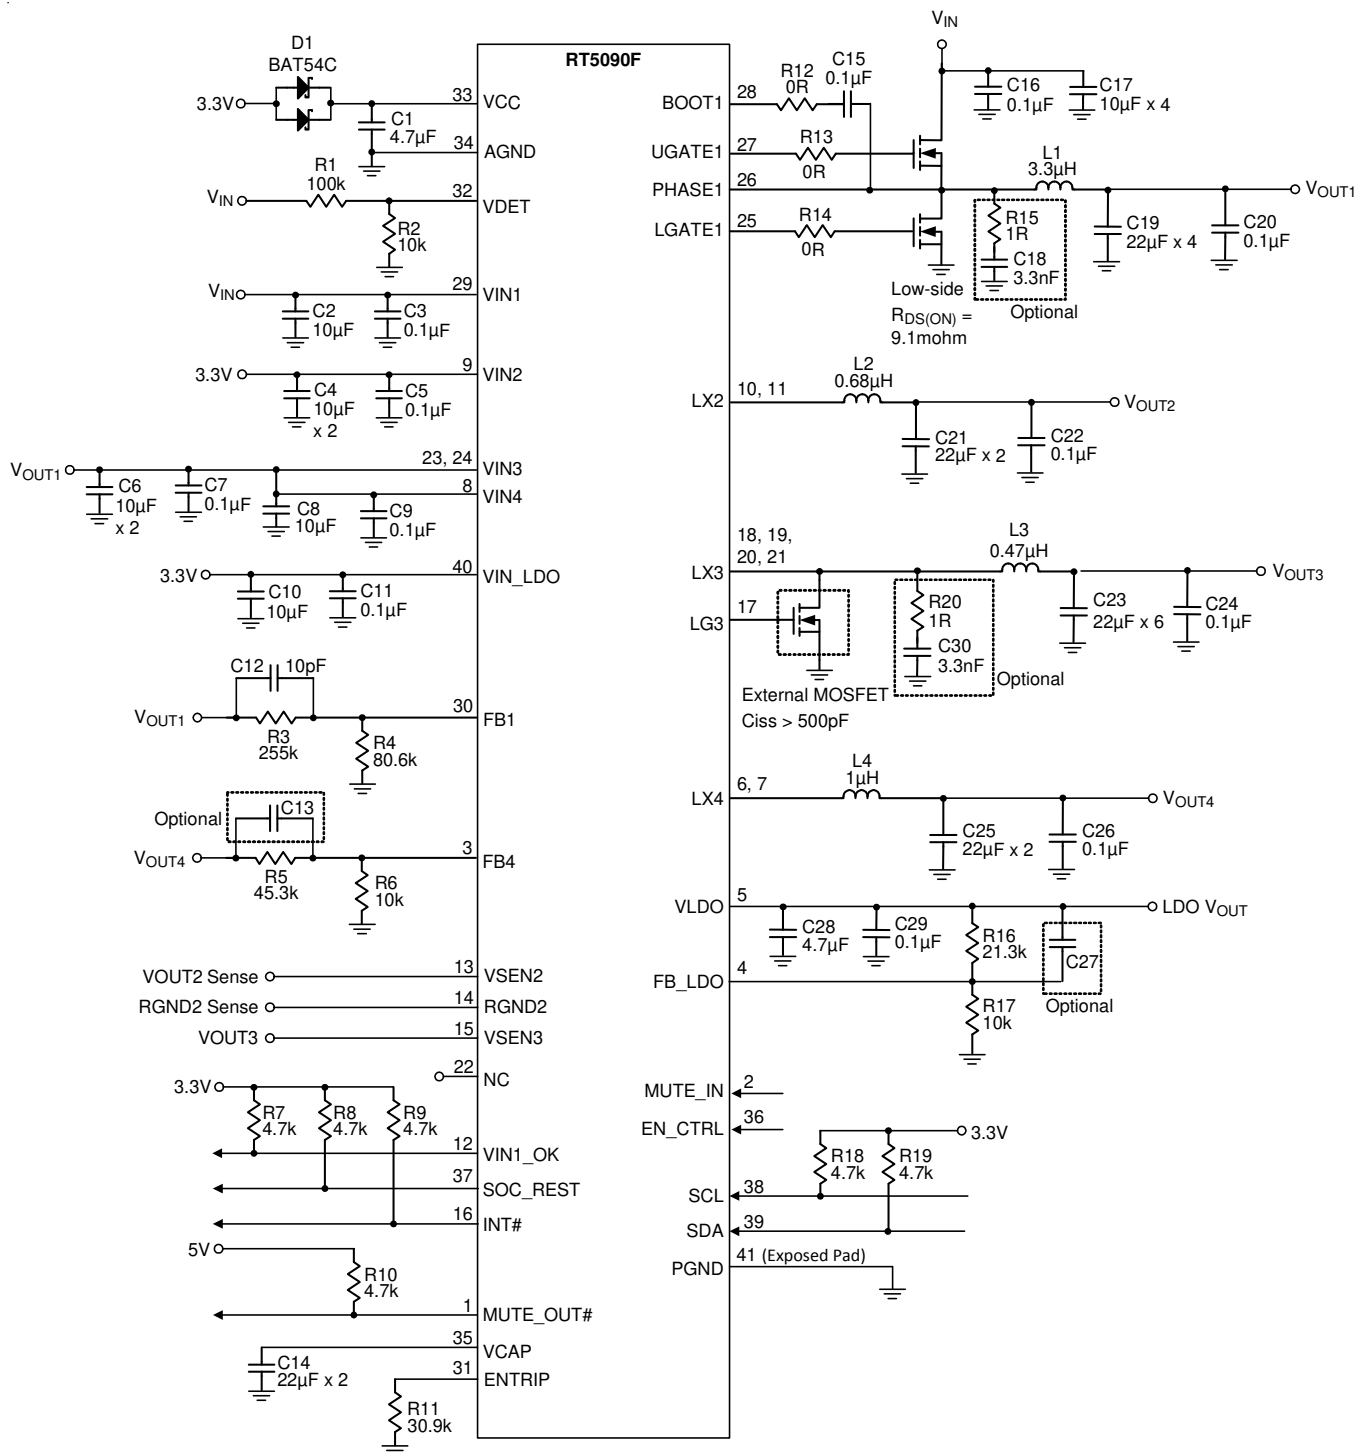 RT5090F
D1
BAT54C
3.3V
33
VCC
C1
4.7µF
34
AGND
R1
100k
VIN
32
VDET
R2
10k
VIN
29
VIN1
C2
10µF
C3
0.1µF
3.3V
9
VIN2
C4
10µF
x 2
C5
0.1µF
VOUT1
23, 24
VIN3
8
VIN4
C6
10µF
x 2
C7
0.1µF
C8
10µF
C9
0.1µF
3.3V
40
VIN_LDO
C10
10µF
C11
0.1µF
C12
10pF
VOUT1
30
FB1
R3
255k
R4
80.6k
Optional
C13
VOUT4
3
FB4
R5
45.3k
R6
10k
VOUT2 Sense
13
VSEN2
RGND2 Sense
14
RGND2
VOUT3
15
VSEN3
22
NC
3.3V
R7
4.7k
R8
4.7k
R9
4.7k
12
VIN1_OK
37
SOC_REST
16
INT#
5V
R10
4.7k
1
MUTE_OUT#
35
VCAP
C14
22µF x 2
31
ENTRIP
R11
30.9k
VIN
BOOT1
28
R12
0R
C15
0.1µF
C16
0.1µF
C17
10µF x 4
UGATE1
27
R13
0R
PHASE1
26
L1
3.3µH
VOUT1
LGATE1
25
R14
0R
R15
1R
C18
3.3nF
Optional
C19
22µF x 4
C20
0.1µF
Low-side
RDS(ON) =
9.1mohm
LX2
10, 11
L2
0.68µH
VOUT2
C21
22µF x 2
C22
0.1µF
18, 19,
20, 21
LX3
L3
0.47µH
VOUT3
LG3
17
R20
1R
C30
3.3nF
Optional
C23
22µF x 6
C24
0.1µF
External MOSFET
Ciss > 500pF
LX4
6, 7
L4
1µH
VOUT4
C25
22µF x 2
C26
0.1µF
VLDO
5
LDO VOUT
C28
4.7µF
C29
0.1µF
R16
21.3k
C27
Optional
FB_LDO
4
R17
10k
MUTE_IN
2
EN_CTRL
36
3.3V
R18
4.7k
R19
4.7k
SCL
38
SDA
39
PGND
41 (Exposed Pad)